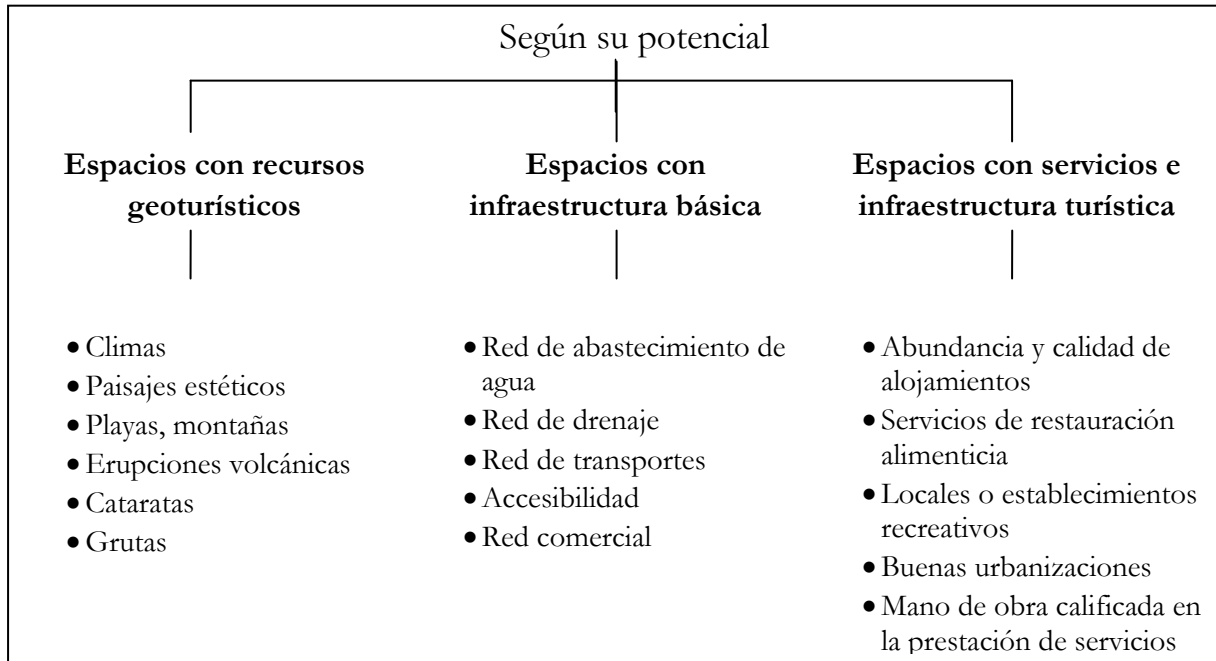 Según su potencial
Espacios con recursos
geoturísticos
• Climas
• Paisajes estéticos
• Playas, montañas
• Erupciones volcánicas
• Cataratas
• Grutas
Espacios con
infraestructura básica
• Red de abastecimiento de
agua
• Red de drenaje
• Red de transportes
• Accesibilidad
• Red comercial
Espacios con servicios e
infraestructura turística
• Abundancia y calidad de
alojamientos
• Servicios de restauración
alimenticia
• Locales o establecimientos
recreativos
• Buenas urbanizaciones
• Mano de obra calificada en
la prestación de servicios